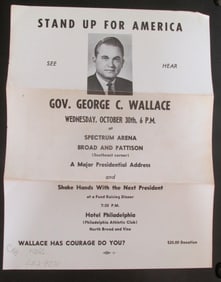 STAND UP FOR AMERICA
SEE
HEAR
GOV. GEORGE C. WALLACE
WEDNESDAY, OCTOBER 30th, 6 P.M.
at
SPECTRUM ARENA
BROAD AND PATTISON
(Southeast corner)
A Major Presidential Address
and
Shake Hands With the Next President
at a Fund Raising Dinner
7:30 P.M.
Hotel Philadelphia
(Philadelphia Athletic Club)
North Broad and Vine
WALLACE HAS COURAGE DO YOU?
$25.00 Donation